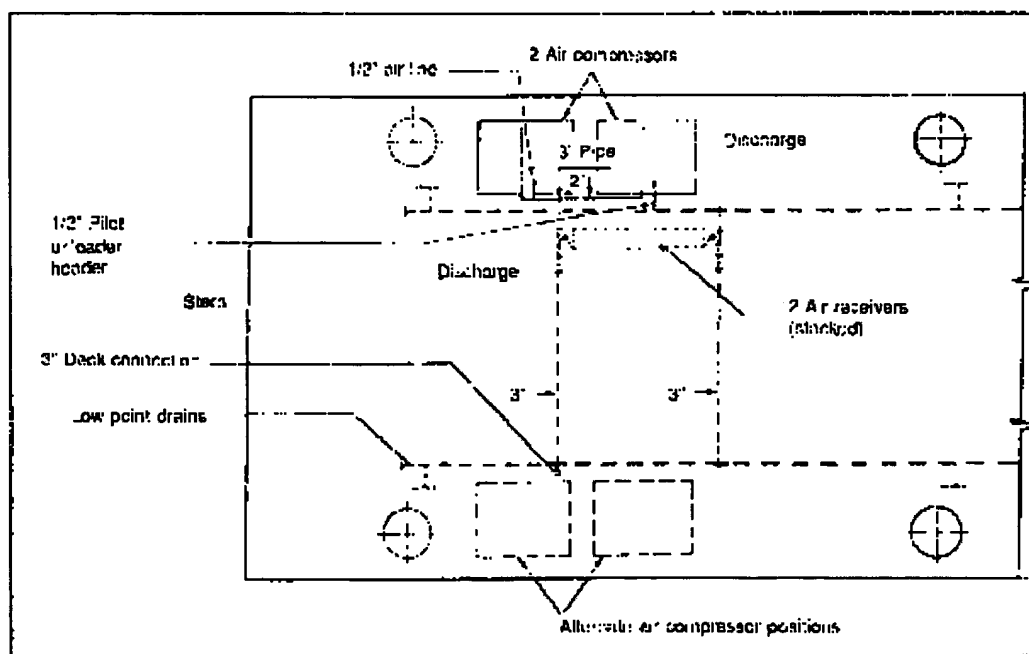 2 Air compressors
1/2" air line
Discharge
3" Pipe
2"
1/2" Pilot
unloader
header
Discharge
Stern
2 Air receivers
(stacked)
3" Deck connection
3"
3"
Low point drains
Alternate air compressor positions